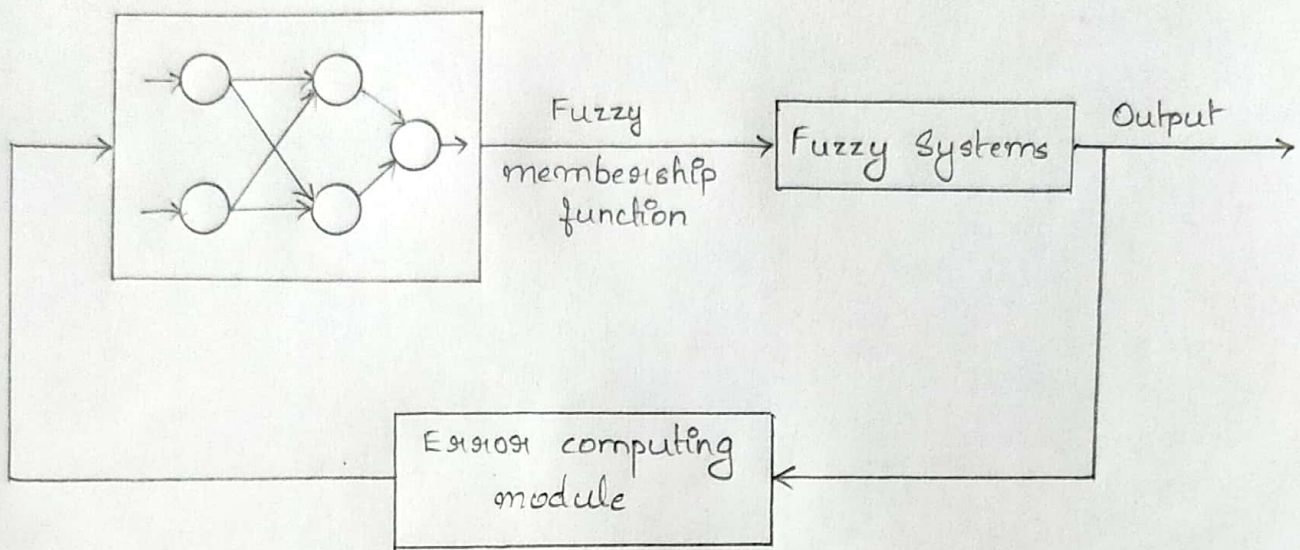 Fuzzy
membership
function
Fuzzy Systems
Output
Error computing
module